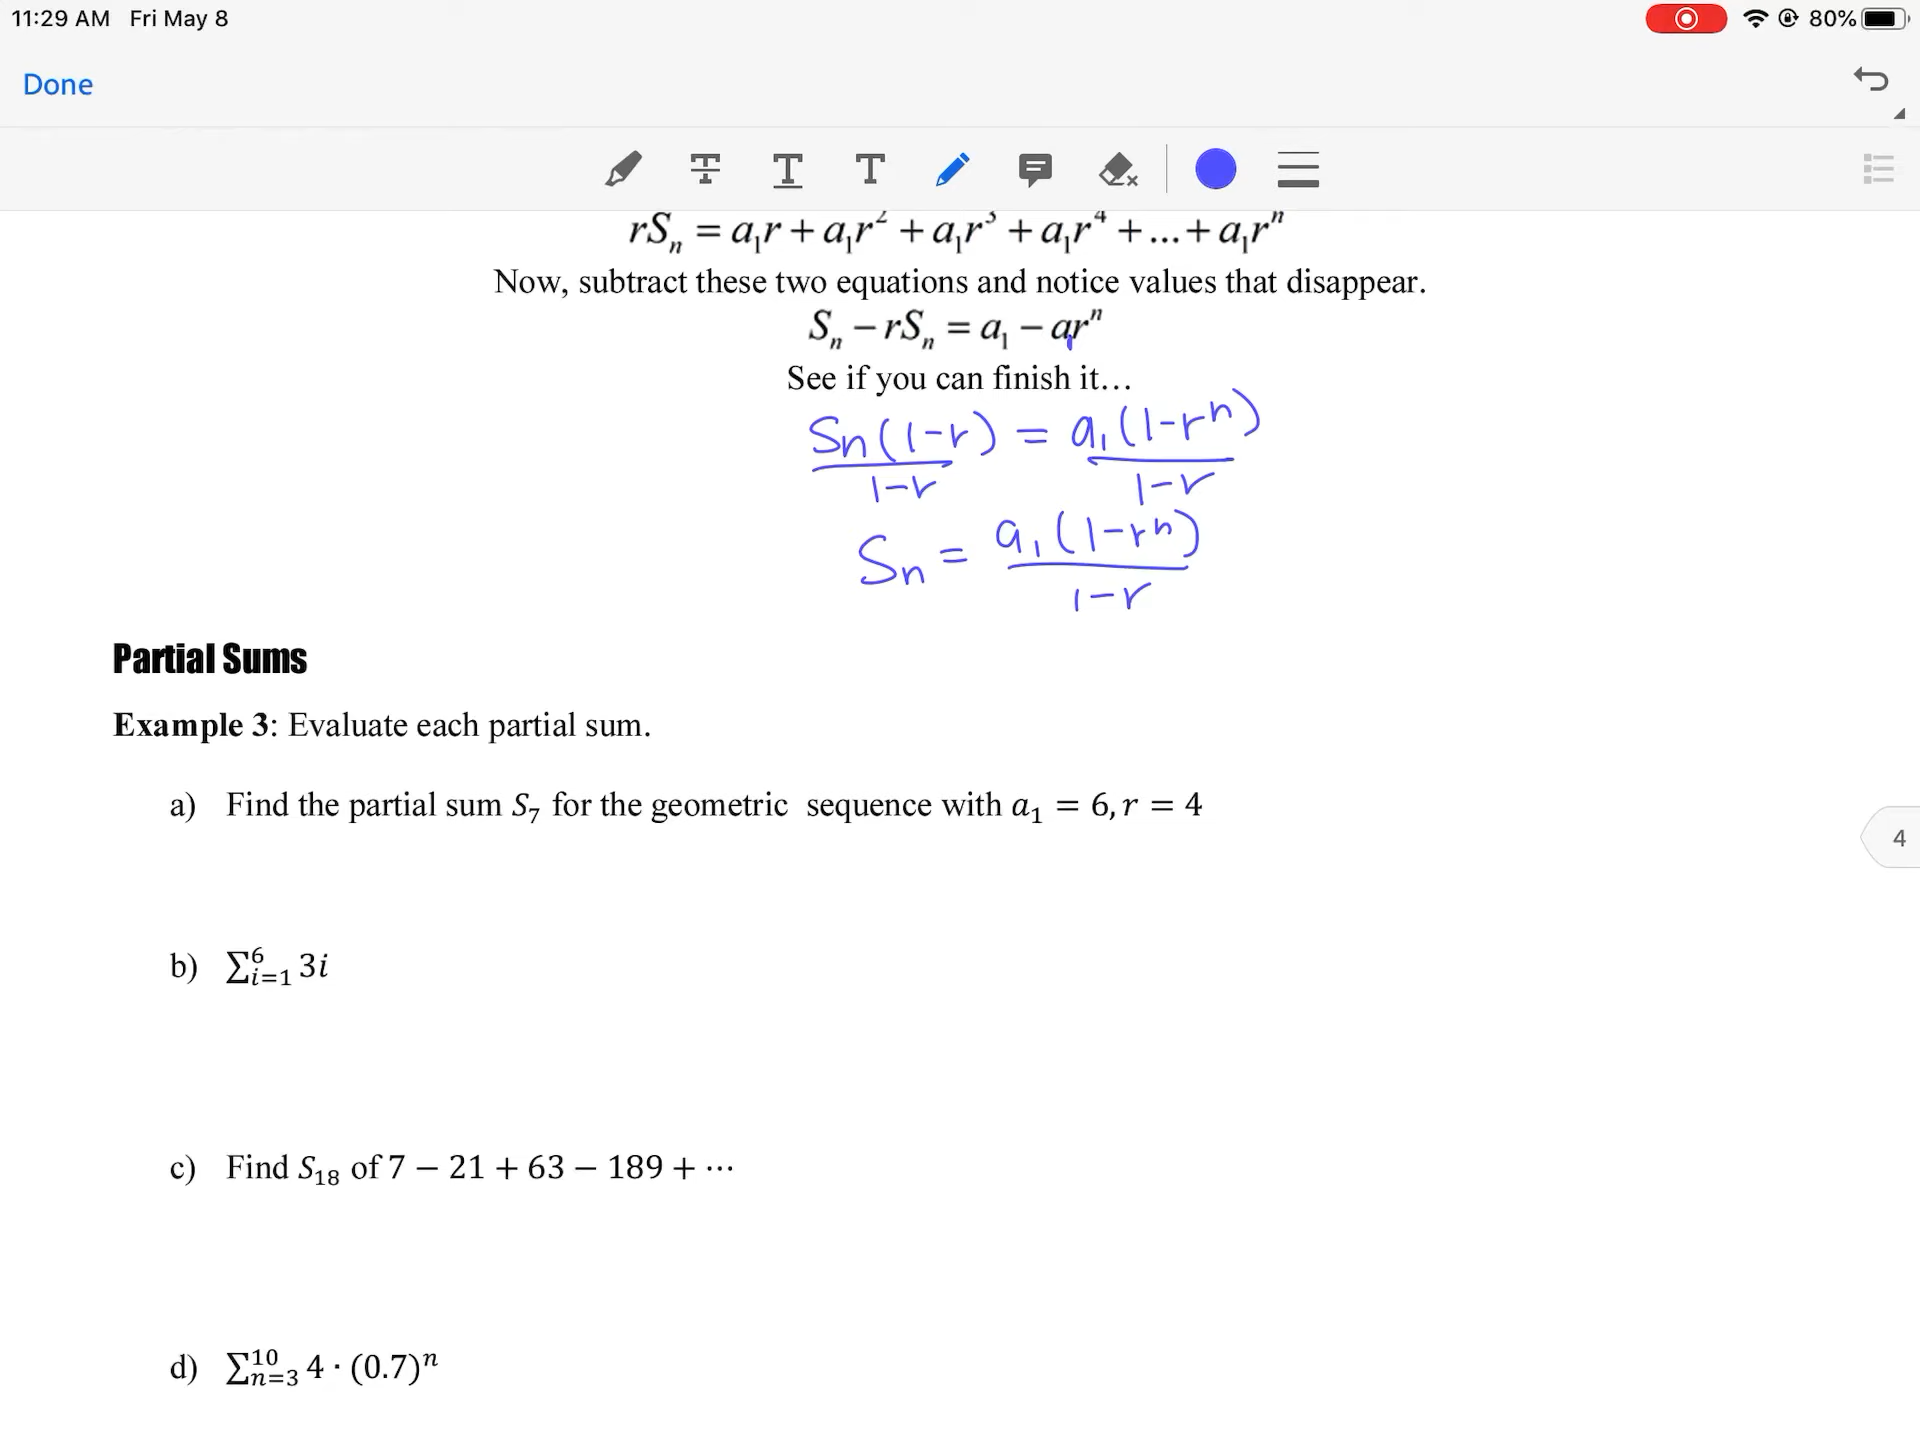 11:29 AM Fri May 8 80%
Done
T T T
rSₙ = a₁r + a₁r² + a₁r³ + a₁r⁴ + ... + a₁rⁿ
Now, subtract these two equations and notice values that disappear.
Sₙ − rSₙ = a₁ − a₁rⁿ
See if you can finish it...
Sn(1-r) = a₁(1-rⁿ)
1-r 1-r
Sn = a₁(1-rⁿ)
1-r
Partial Sums
Example 3: Evaluate each partial sum.
a) Find the partial sum S₇ for the geometric sequence with a₁ = 6, r = 4
4
b) ∑⁶ᵢ₌₁ 3i
c) Find S₁₈ of 7 − 21 + 63 − 189 + ⋯
d) ∑¹⁰ₙ₌₃ 4 · (0.7)ⁿ